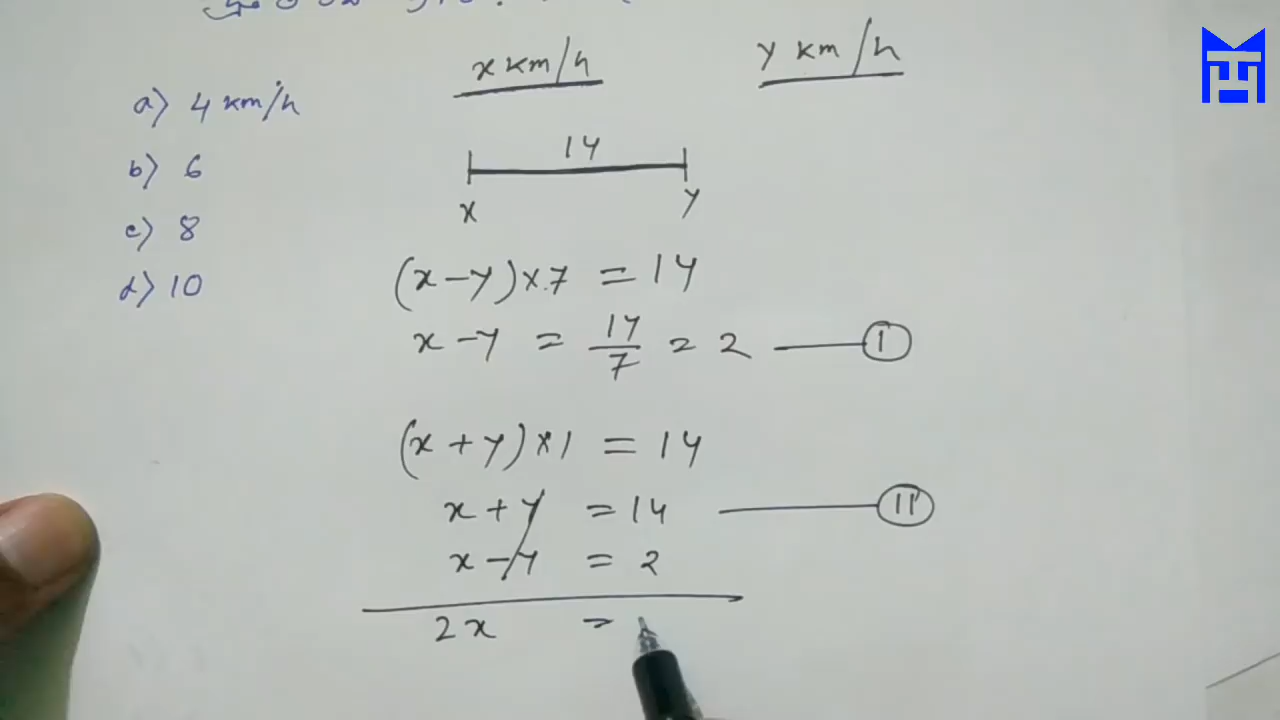 x km/h
y km/h
a) 4 km/h
b) 6
c) 8
d) 10
14
x y
(x-y)×7 = 14
x-y = 14/7 = 2 — I
(x+y)×1 = 14
x+y = 14 — II
x-y = 2
2x =